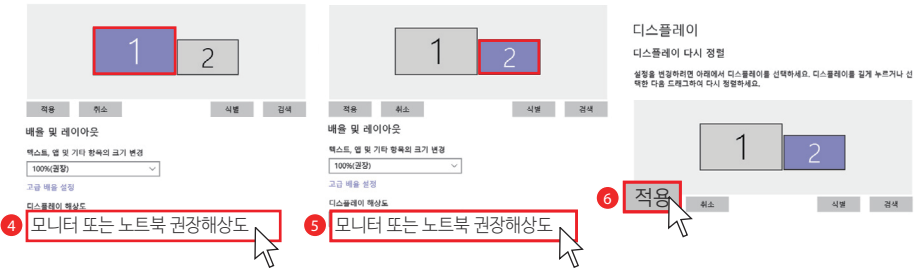 1
2
적용 취소 식별 검색
배율 및 레이아웃
텍스트, 앱 및 기타 항목의 크기 변경
100%(권장)
고급 배율 설정
디스플레이 해상도
4 모니터 또는 노트북 권장해상도
1
2
적용 취소 식별 검색
배율 및 레이아웃
텍스트, 앱 및 기타 항목의 크기 변경
100%(권장)
고급 배율 설정
디스플레이 해상도
5 모니터 또는 노트북 권장해상도
디스플레이
디스플레이 다시 정렬
설정을 변경하려면 아래에서 디스플레이를 선택하세요. 디스플레이를 길게 누르거나 선
택한 다음 드래그하여 다시 정렬하세요.
1
2
6 적용 취소 식별 검색